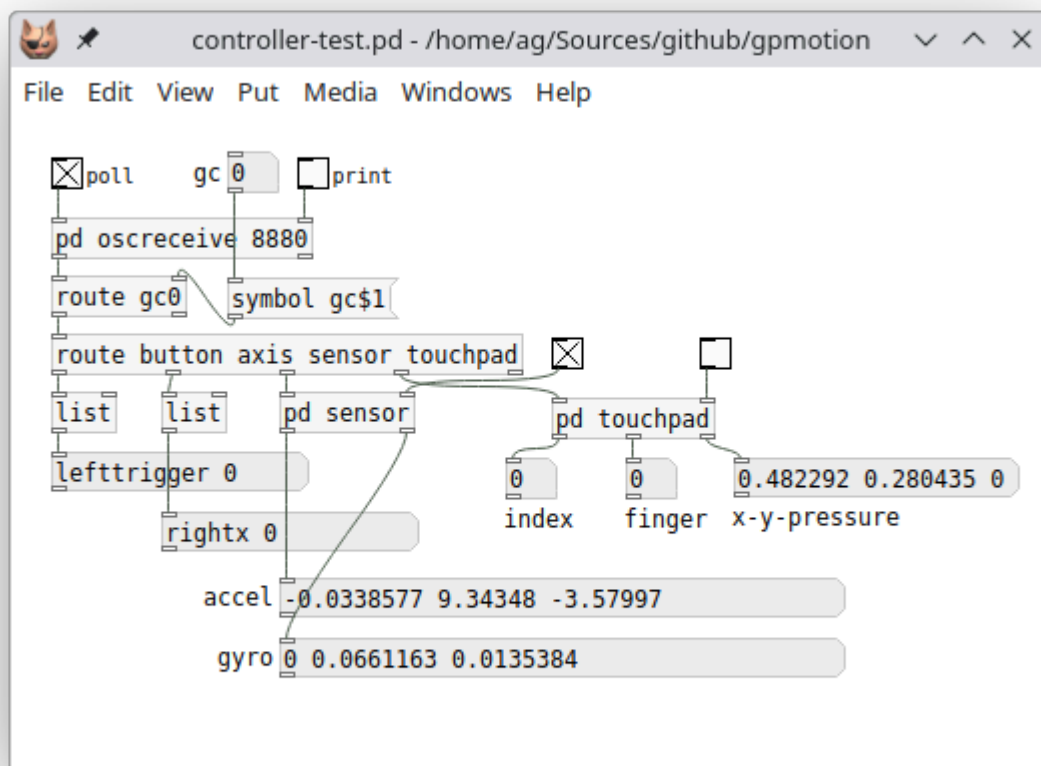 controller-test.pd - /home/ag/Sources/github/gpmotion
File Edit View Put Media Windows Help
poll gc 0 print
pd oscreceive 8880
route gc0 symbol gc$1
route button axis sensor touchpad
list list pd sensor pd touchpad
lefttrigger 0 0 0 0.482292 0.280435 0
index finger x-y-pressure
rightx 0
accel -0.0338577 9.34348 -3.57997
gyro 0 0.0661163 0.0135384